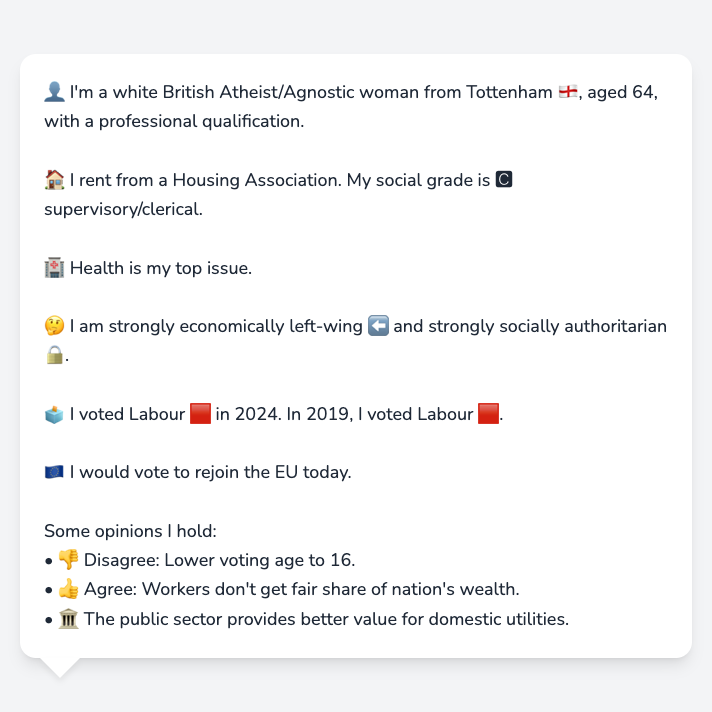 👤 I'm a white British Atheist/Agnostic woman from Tottenham 🏴󠁧󠁢󠁥󠁮󠁧󠁿, aged 64,
with a professional qualification.
🏠 I rent from a Housing Association. My social grade is 🅲
supervisory/clerical.
🏥 Health is my top issue.
🤔 I am strongly economically left-wing ⬅️ and strongly socially authoritarian
🔒.
🗳️ I voted Labour 🟥 in 2024. In 2019, I voted Labour 🟥.
🇪🇺 I would vote to rejoin the EU today.
Some opinions I hold:
• 👎 Disagree: Lower voting age to 16.
• 👍 Agree: Workers don't get fair share of nation's wealth.
• 🏛️ The public sector provides better value for domestic utilities.